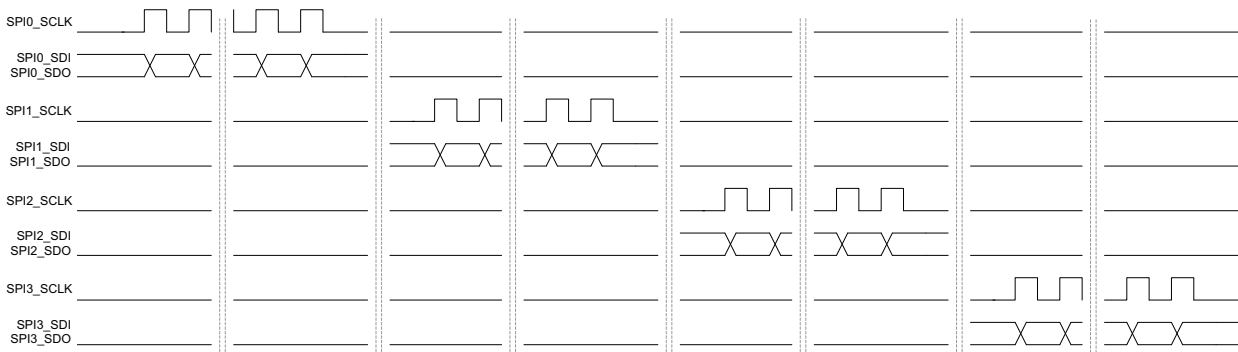 SPI0_SCLK
SPI0_SDI
SPI0_SDO
SPI1_SCLK
SPI1_SDI
SPI1_SDO
SPI2_SCLK
SPI2_SDI
SPI2_SDO
SPI3_SCLK
SPI3_SDI
SPI3_SDO